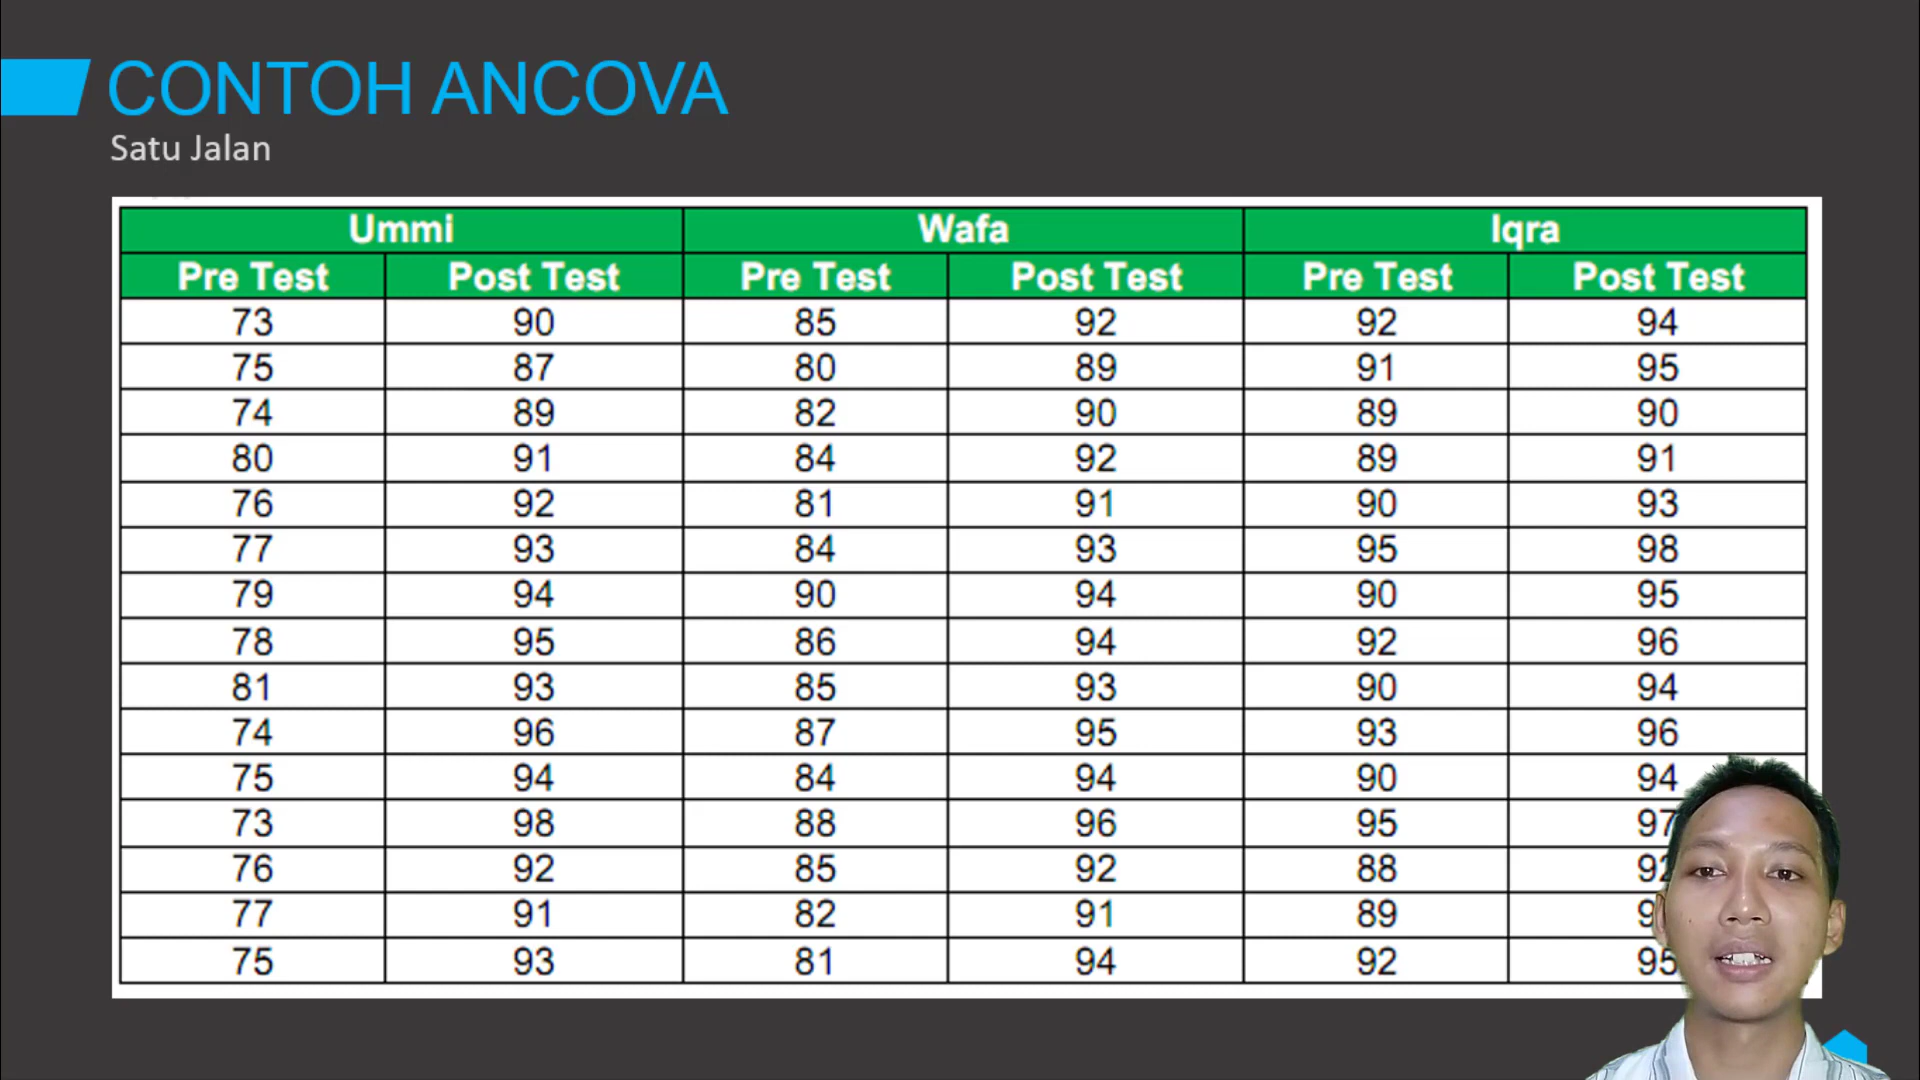 CONTOH ANCOVA
Satu Jalan
Ummi Wafa Iqra
Pre Test Post Test Pre Test Post Test Pre Test Post Test
73 90 85 92 92 94
75 87 80 89 91 95
74 89 82 90 89 90
80 91 84 92 89 91
76 92 81 91 90 93
77 93 84 93 95 98
79 94 90 94 90 95
78 95 86 94 92 96
81 93 85 93 90 94
74 96 87 95 93 96
75 94 84 94 90 94
73 98 88 96 95 97
76 92 85 92 88 92
77 91 82 91 89
75 93 81 94 92 95